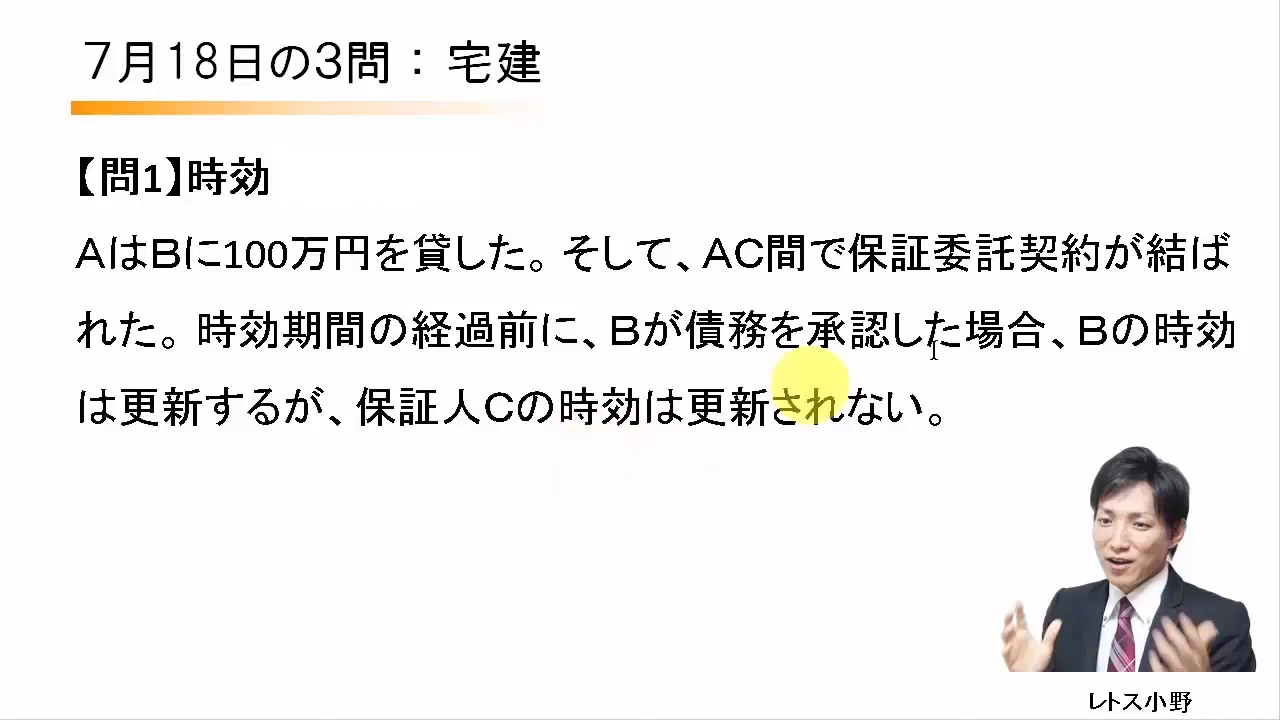 7月18日の3問：宅建
【問1】時効
AはBに100万円を貸した。そして、AC間で保証委託契約が結ば
れた。時効期間の経過前に、Bが債務を承認した場合、Bの時効
は更新するが、保証人Cの時効は更新されない。
レトス小野